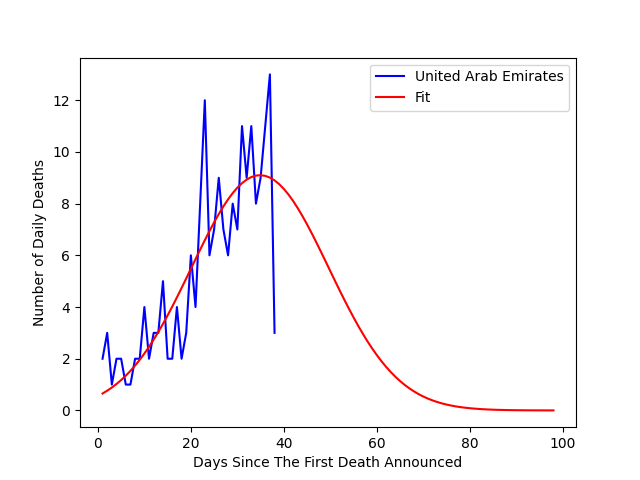 United Arab Emirates
Fit
12
10
8
6
4
2
0
Number of Daily Deaths
0 20 40 60 80 100
Days Since The First Death Announced